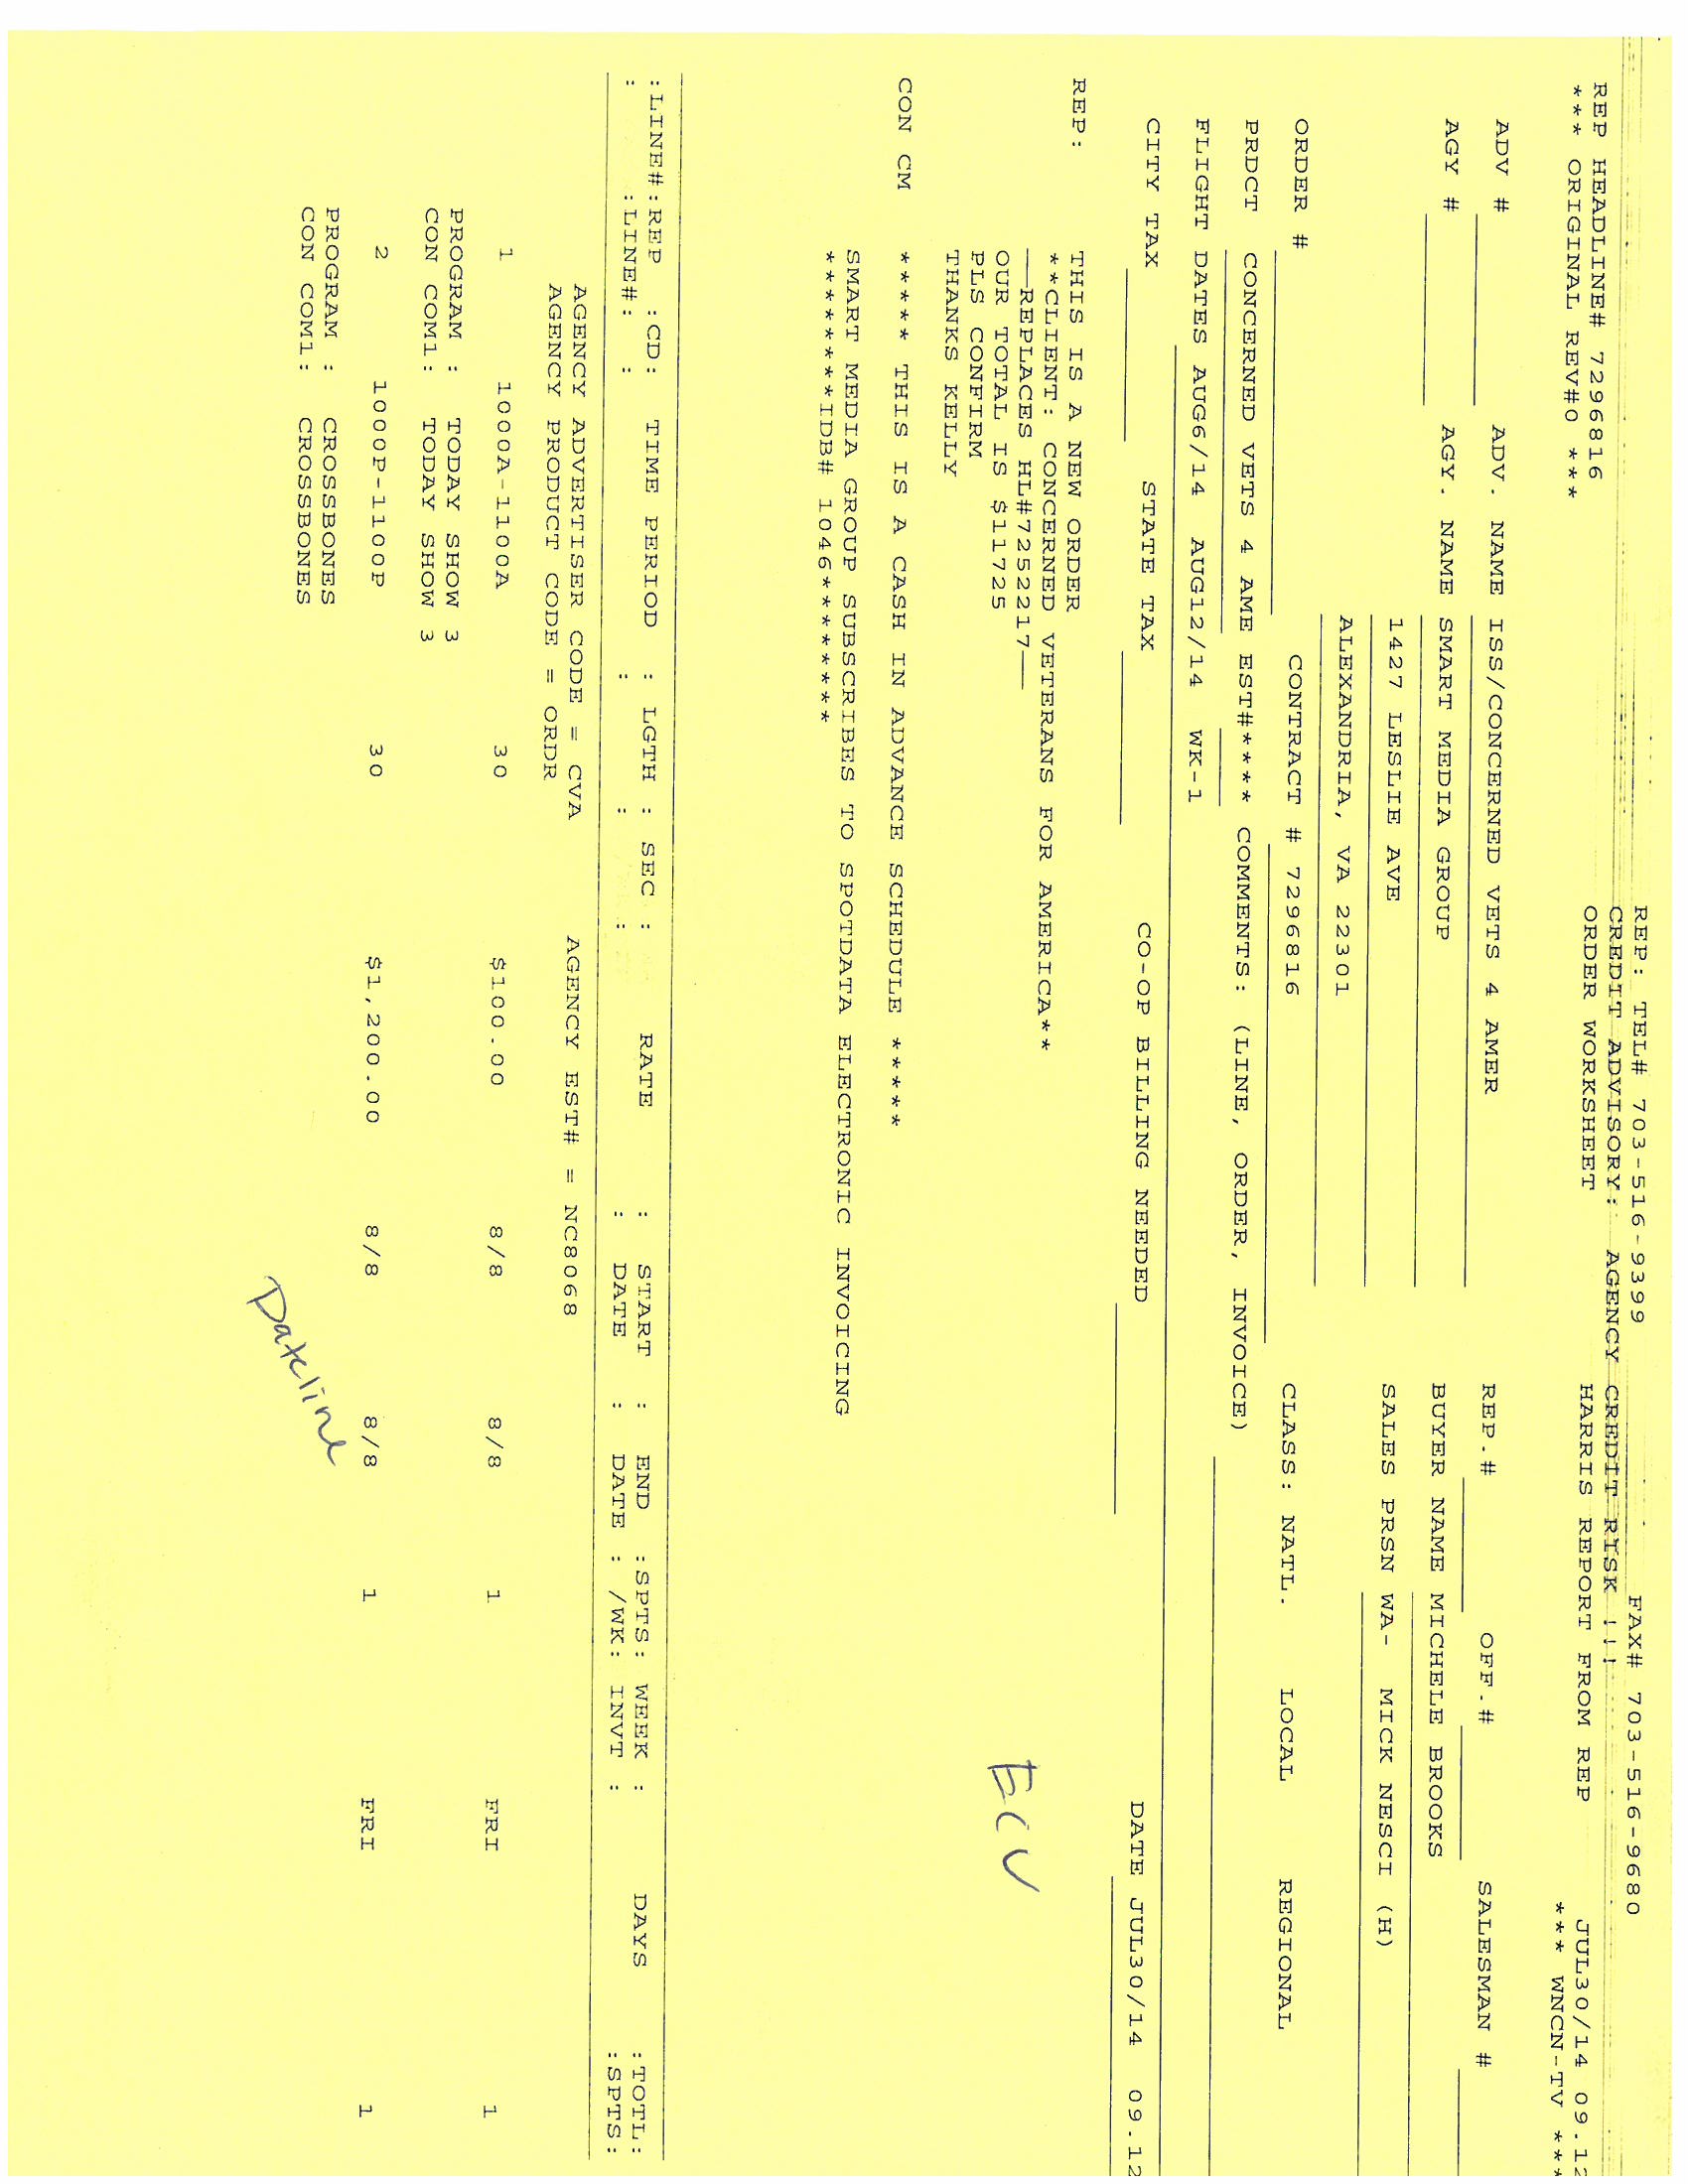 REP: TEL# 703-516-9399 FAX# 703-516-9680
CREDIT ADVISORY: AGENCY CREDIT RISK !!!
REP HEADLINE# 7296816 ORDER WORKSHEET HARRIS REPORT FROM REP JUL30/14 09.12
*** ORIGINAL REV#0 *** *** WNCN-TV ***
ADV # ADV. NAME ISS/CONCERNED VETS 4 AMER REP.# OFF.# SALESMAN #
AGY # AGY. NAME SMART MEDIA GROUP BUYER NAME MICHELE BROOKS
1427 LESLIE AVE SALES PRSN WA- MICK NESCI (H)
ALEXANDRIA, VA 22301
ORDER # CONTRACT # 7296816 CLASS: NATL. LOCAL REGIONAL
PRDCT CONCERNED VETS 4 AME EST#**** COMMENTS: (LINE, ORDER, INVOICE)
FLIGHT DATES AUG6/14 AUG12/14 WK-1
CITY TAX STATE TAX CO-OP BILLING NEEDED DATE JUL30/14 09.12
REP: THIS IS A NEW ORDER
**CLIENT: CONCERNED VETERANS FOR AMERICA**
——REPLACES HL#7252217——
OUR TOTAL IS $11725
PLS CONFIRM
THANKS KELLY
ECU
CON CM ***** THIS IS A CASH IN ADVANCE SCHEDULE *****
SMART MEDIA GROUP SUBSCRIBES TO SPOTDATA ELECTRONIC INVOICING
*********IDB# 1046********
:LINE#:REP :CD: TIME PERIOD : LGTH : SEC : RATE : START : END :SPTS: WEEK : DAYS :TOTL:
: :LINE#: : : : : : DATE : DATE : /WK: INVT : :SPTS:
AGENCY ADVERTISER CODE = CVA AGENCY EST# = NC8068
AGENCY PRODUCT CODE = ORDR
1 1000A-1100A 30 $100.00 8/8 8/8 1 FRI 1
PROGRAM : TODAY SHOW 3
CON COM1: TODAY SHOW 3
2 1000P-1100P 30 $1,200.00 8/8 8/8 1 FRI 1
PROGRAM : CROSSBONES
CON COM1: CROSSBONES
Dateline